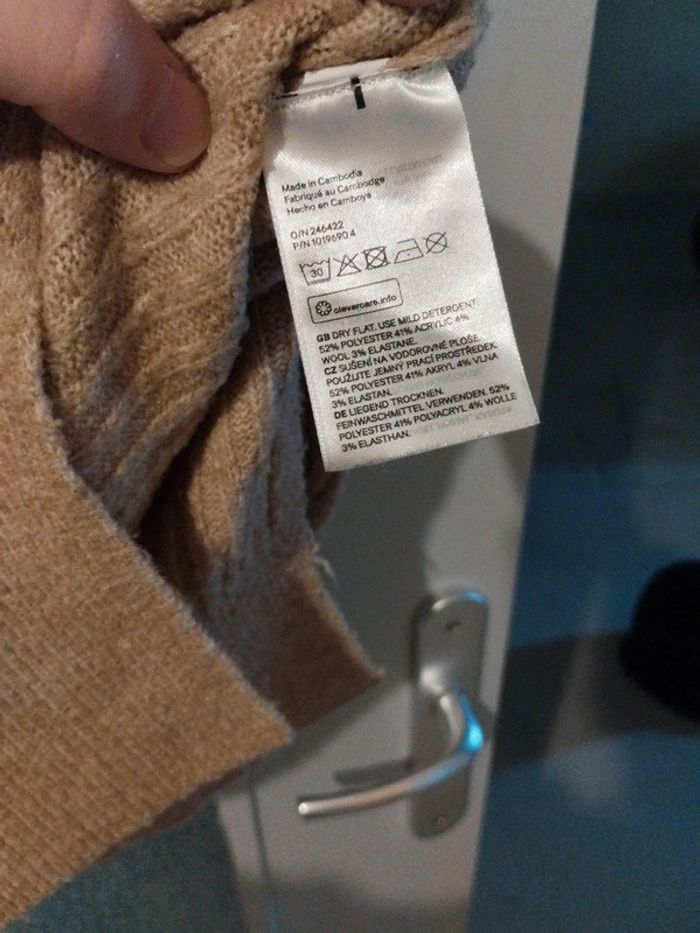 Made in Cambodia
Fabriqué au Cambodge
Hecho en Camboya
O/N 246422
P/N 1019690 4
30
clevercare.info
GB DRY FLAT. USE MILD DETERGENT.
52% POLYESTER 41% ACRYLIC 4%
WOOL 3% ELASTANE.
CZ SUŠENÍ NA VODOROVNÉ PLOŠE.
POUŽIJTE JEMNÝ PRACÍ PROSTŘEDEK
52% POLYESTER 41% AKRYL 4% VLNA
3% ELASTAN.
DE LIEGEND TROCKNEN.
FEINWASCHMITTEL VERWENDEN. 52%
POLYESTER 41% POLYACRYL 4% WOLLE
3% ELASTHAN.